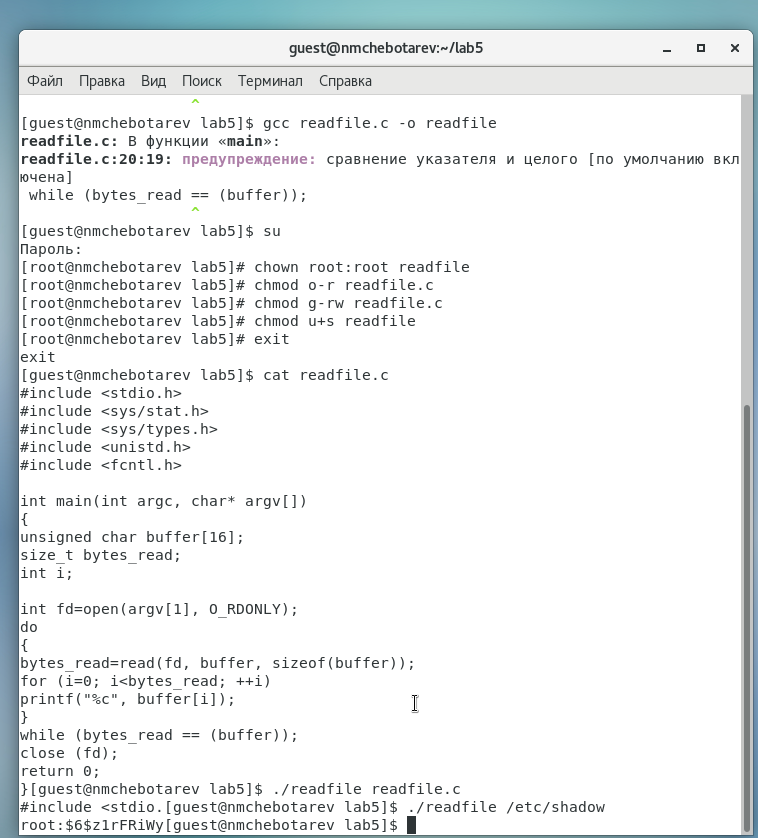 guest@nmchebotarev:~/lab5
Файл Правка Вид Поиск Терминал Справка
^
[guest@nmchebotarev lab5]$ gcc readfile.c -o readfile
readfile.c: В функции «main»:
readfile.c:20:19: предупреждение: сравнение указателя и целого [по умолчанию вкл
ючена]
 while (bytes_read == (buffer));
^
[guest@nmchebotarev lab5]$ su
Пароль:
[root@nmchebotarev lab5]# chown root:root readfile
[root@nmchebotarev lab5]# chmod o-r readfile.c
[root@nmchebotarev lab5]# chmod g-rw readfile.c
[root@nmchebotarev lab5]# chmod u+s readfile
[root@nmchebotarev lab5]# exit
exit
[guest@nmchebotarev lab5]$ cat readfile.c
#include <stdio.h>
#include <sys/stat.h>
#include <sys/types.h>
#include <unistd.h>
#include <fcntl.h>
int main(int argc, char* argv[])
{
unsigned char buffer[16];
size_t bytes_read;
int i;
int fd=open(argv[1], O_RDONLY);
do
{
bytes_read=read(fd, buffer, sizeof(buffer));
for (i=0; i<bytes_read; ++i)
printf("%c", buffer[i]);
}
while (bytes_read == (buffer));
close (fd);
return 0;
}[guest@nmchebotarev lab5]$ ./readfile readfile.c
#include <stdio.[guest@nmchebotarev lab5]$ ./readfile /etc/shadow
root:$6$z1rFRiWy[guest@nmchebotarev lab5]$